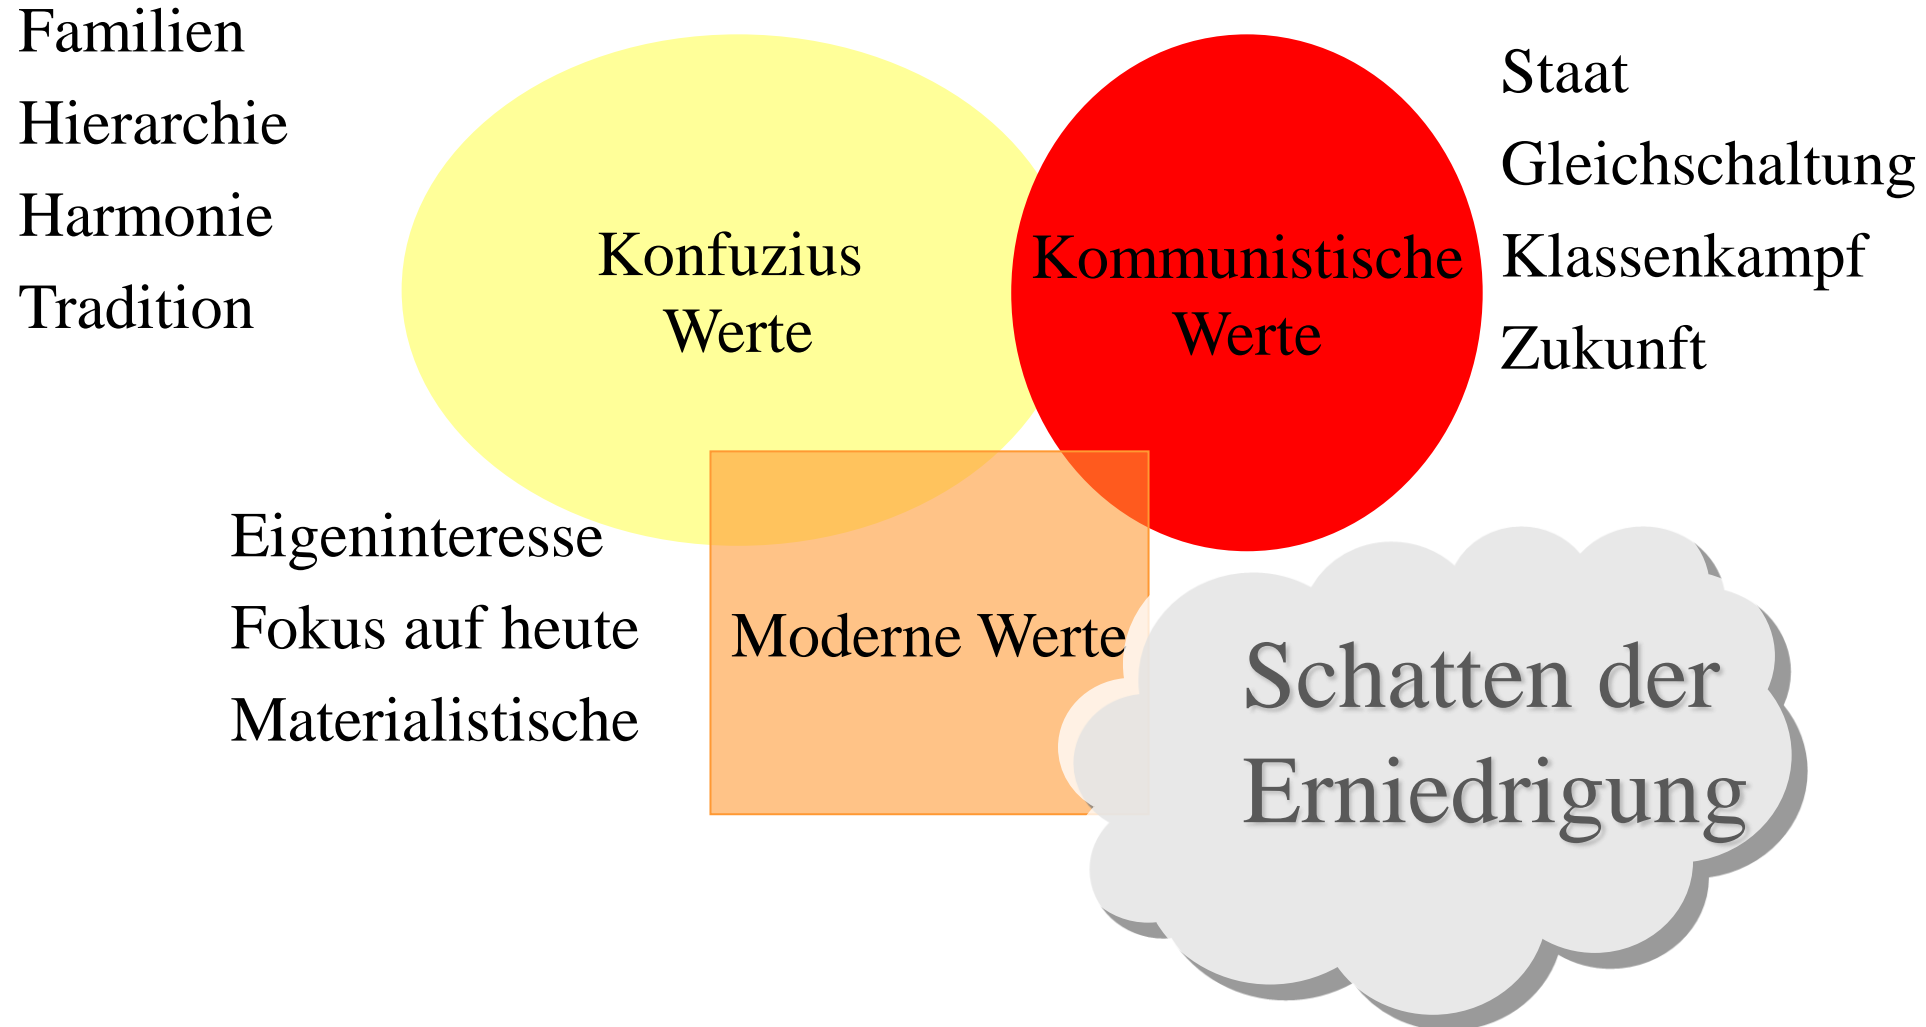 Familien
Hierarchie
Harmonie
Tradition
Konfuzius
Werte
Kommunistische
Werte
Staat
Gleichschaltung
Klassenkampf
Zukunft
Eigeninteresse
Fokus auf heute
Materialistische
Moderne Werte
Schatten der
Erniedrigung